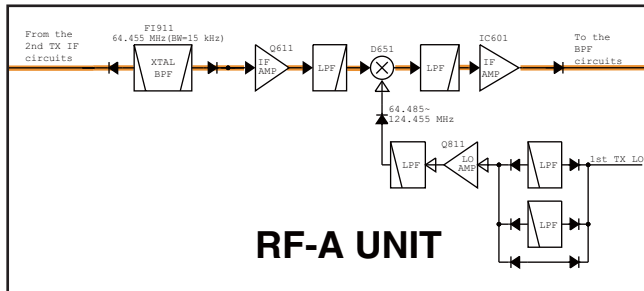 From the
2nd TX IF
circuits
FI911
64.455 MHz(BW=15 kHz)
XTAL
BPF
Q611
IF
AMP
LPF
D651
LPF
IC601
IF
AMP
To the
BPF
circuits
64.485~
124.455 MHz
LPF
Q811
LO
AMP
LPF
1st TX LO
LPF
RF-A UNIT